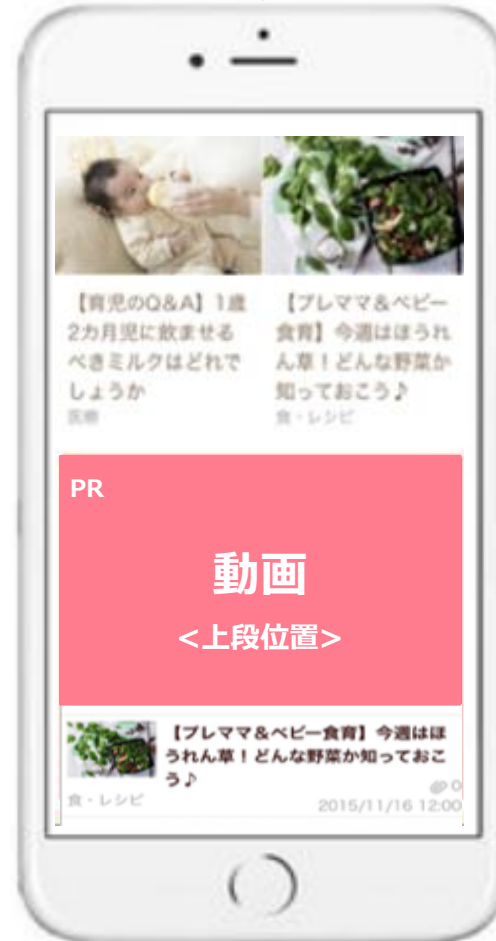 【育児のQ&A】1歳
2カ月児に飲ませる
べきミルクはどれで
しょうか
医療
【プレママ&ベビー
食育】今週はほうれ
ん草！どんな野菜か
知っておこう♪
食・レシピ
PR
動画
<上段位置>
【プレママ&ベビー食育】今週はほ
うれん草！どんな野菜か知っておこ
う♪
食・レシピ
0
2015/11/16 12:00